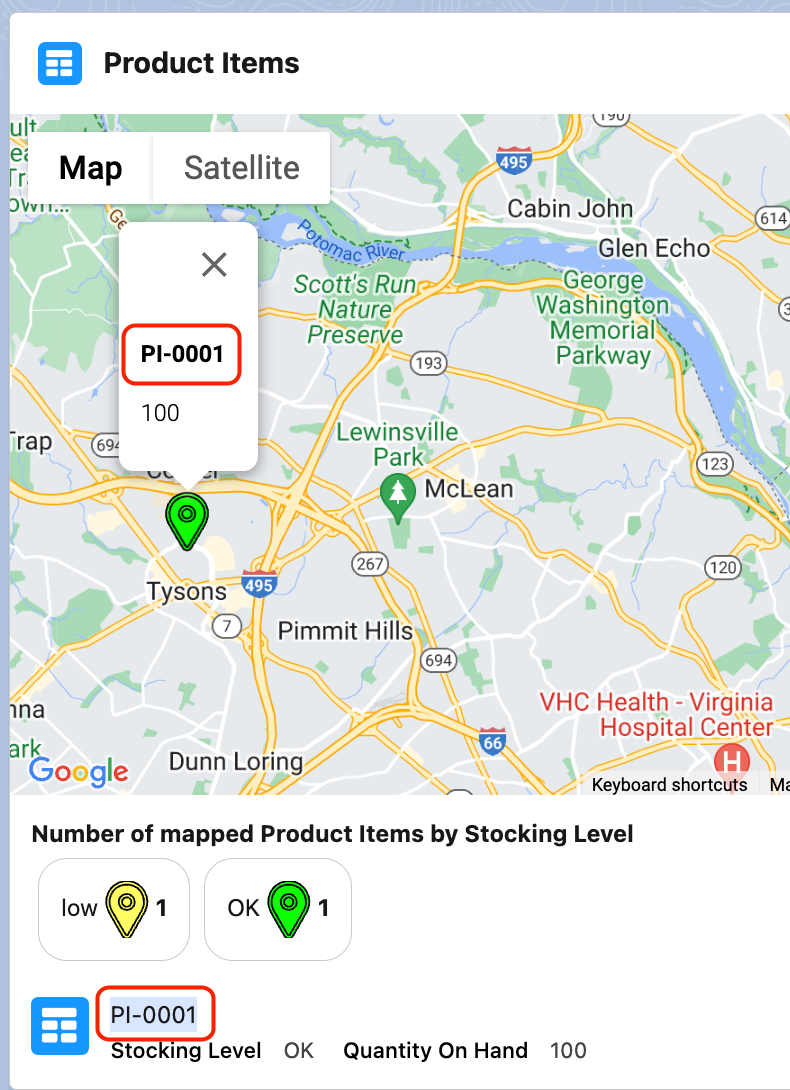 Product Items
190
ult
Map
Satellite
495
Cabin John
614
Potomac River
Glen Echo
Scott's Run
Nature
Preserve
George
Washington
Memorial
Parkway
PI-0001
193
100
Lewinsville
Park
Trap
694
123
McLean
267
120
Tysons
495
7
Pimmit Hills
694
VHC Health - Virginia
Hospital Center
66
H
Dunn Loring
Google
Keyboard shortcuts
Number of mapped Product Items by Stocking Level
low 1
OK 1
PI-0001
Stocking Level OK Quantity On Hand 100